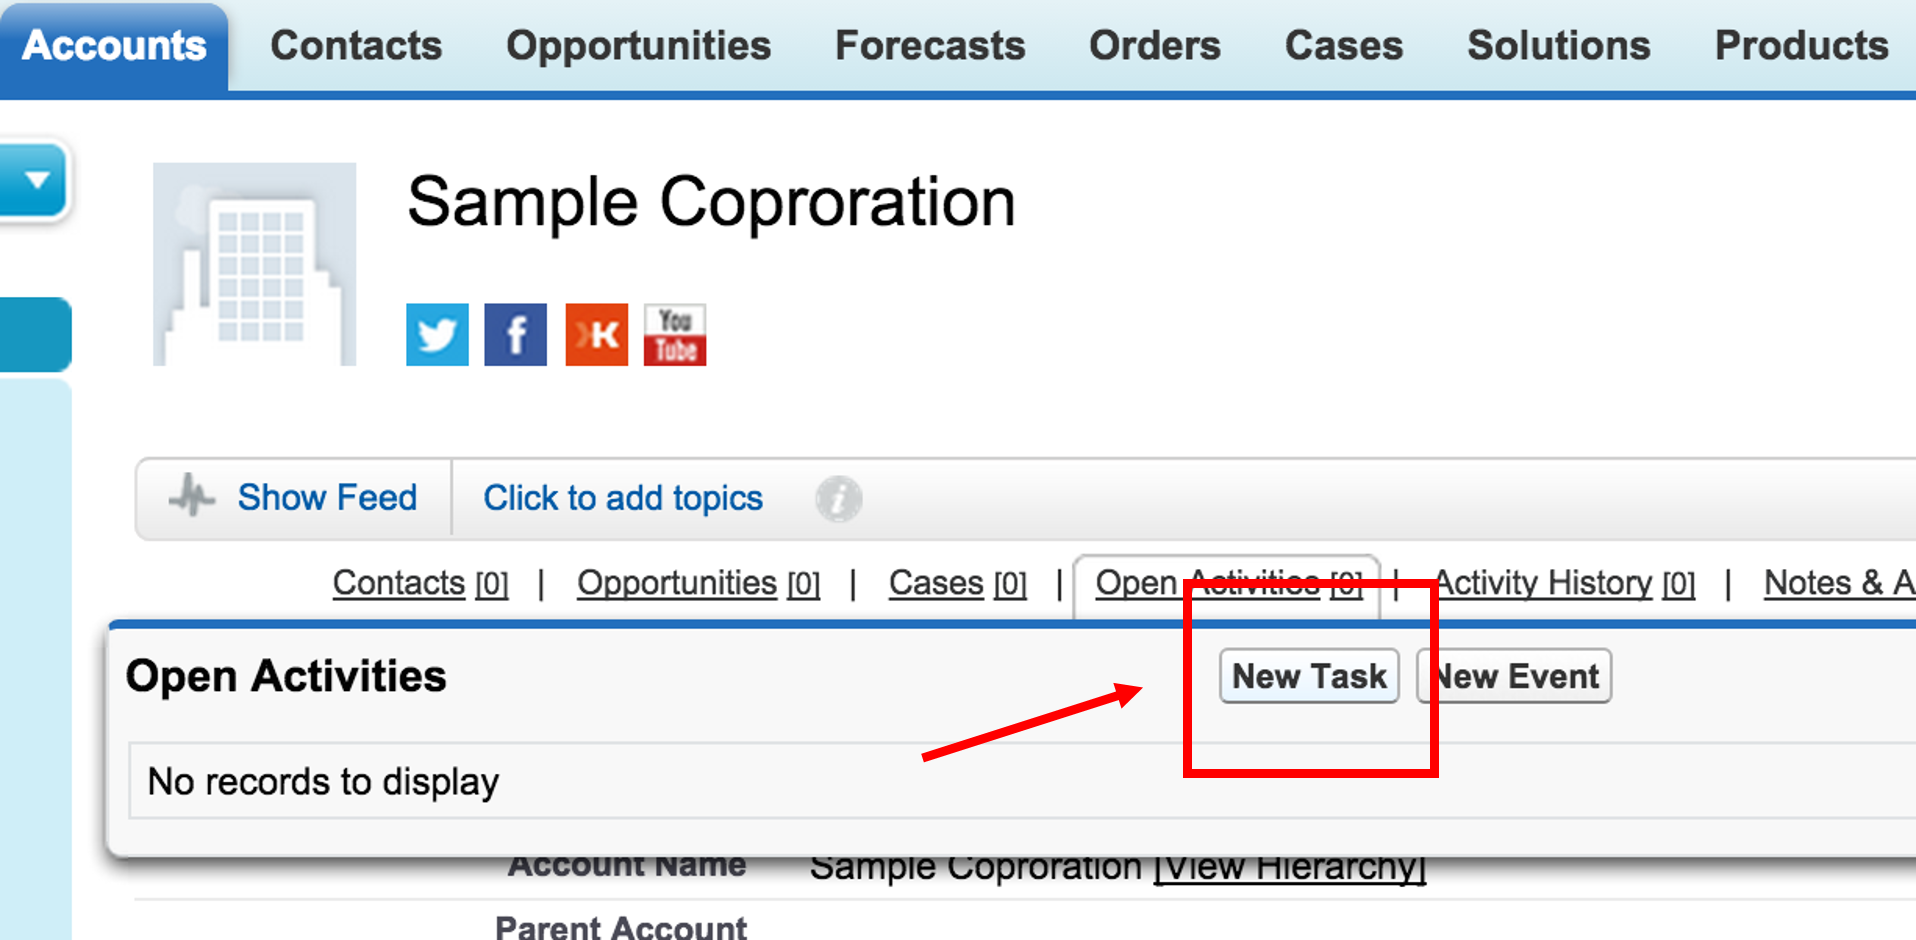 Accounts Contacts Opportunities Forecasts Orders Cases Solutions Products
Sample Coproration
You
Tube
Show Feed Click to add topics
Contacts [0] | Opportunities [0] | Cases [0] | Open Activities [0] | Activity History [0] | Notes & A
Open Activities New Task New Event
No records to display
Account Name Sample Coproration [View Hierarchy]
Parent Account